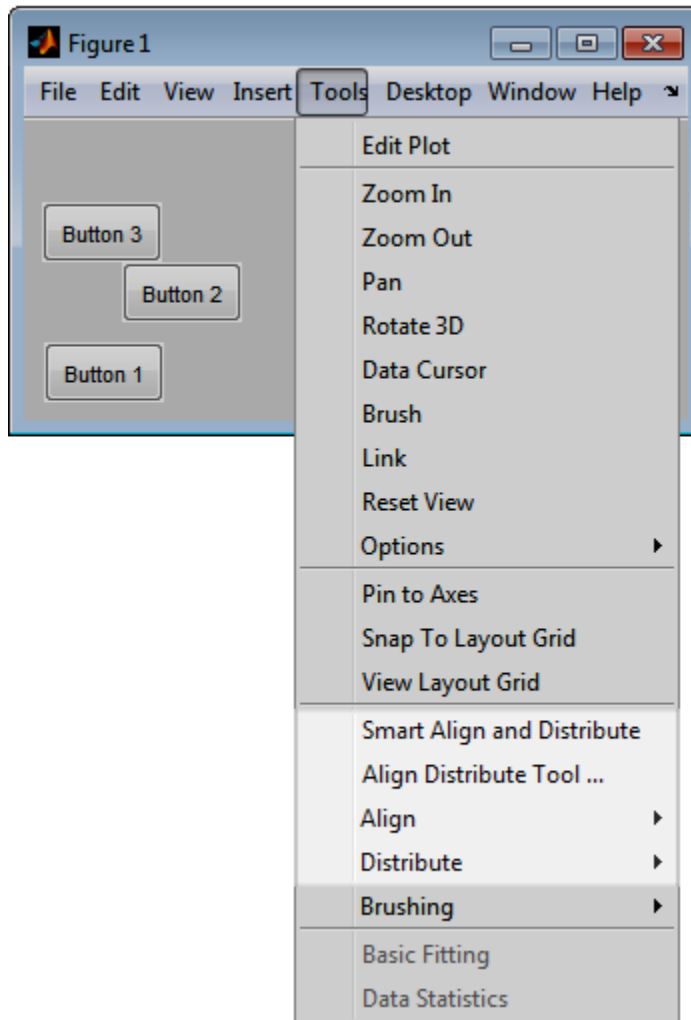 Figure 1
File Edit View Insert Tools Desktop Window Help
Edit Plot
Zoom In
Button 3
Zoom Out
Button 2
Pan
Rotate 3D
Button 1
Data Cursor
Brush
Link
Reset View
Options
Pin to Axes
Snap To Layout Grid
View Layout Grid
Smart Align and Distribute
Align Distribute Tool ...
Align
Distribute
Brushing
Basic Fitting
Data Statistics